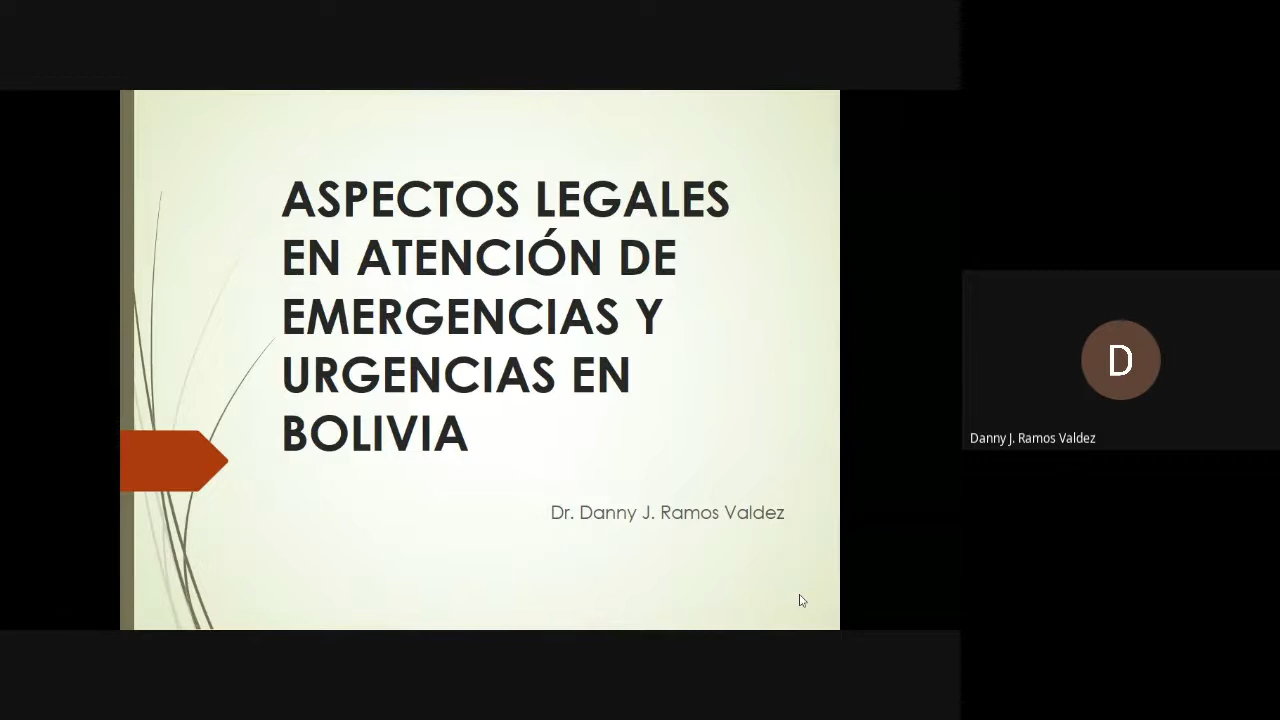 ASPECTOS LEGALES
EN ATENCIÓN DE
EMERGENCIAS Y
URGENCIAS EN
BOLIVIA
Dr. Danny J. Ramos Valdez
D
Danny J. Ramos Valdez